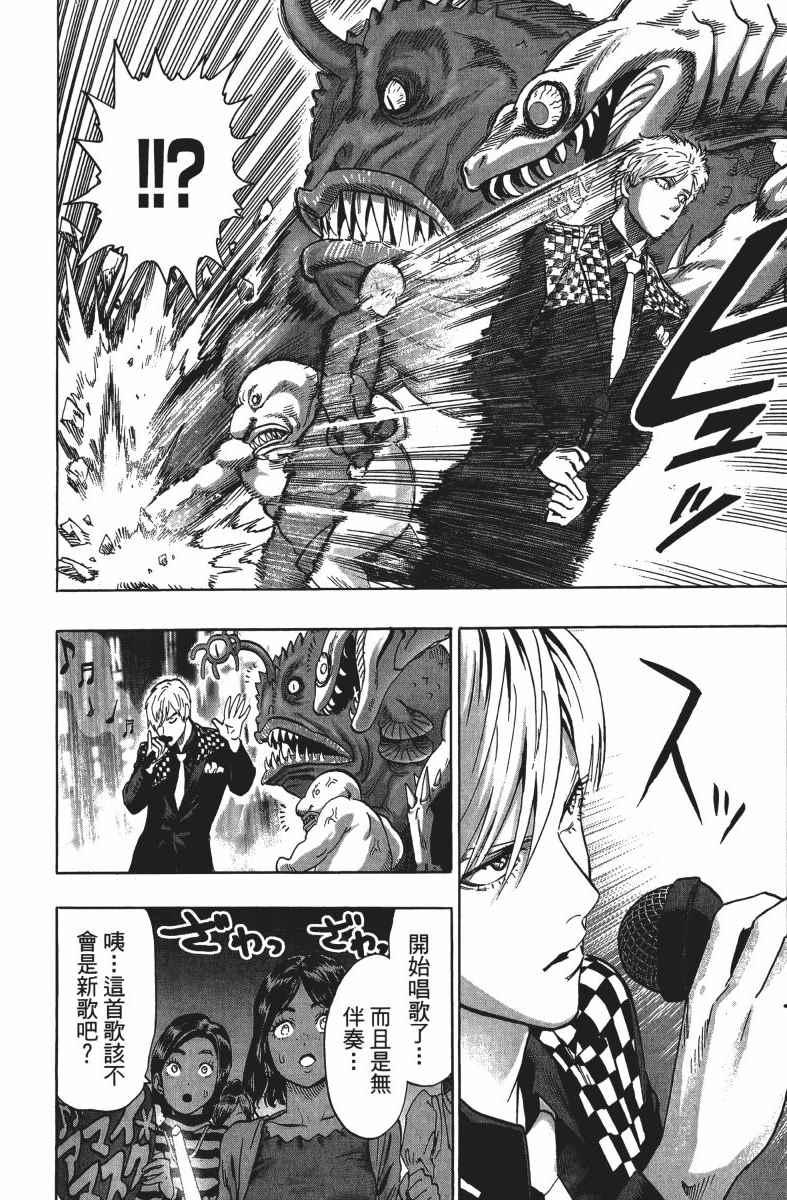 !!?
ビュッ
スッ
開始唱歌了…
而且是無
伴奏…
ざわっ
ざわっ
咦…這首歌該不
會是新歌吧？
アマイ
マスク